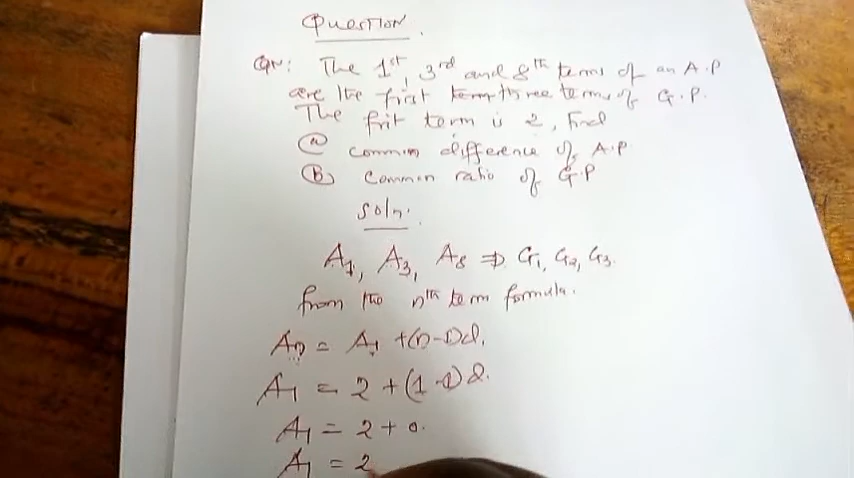 QUESTION.
QN: The 1st, 3rd and 8th terms of an A.P
are the first three terms of G.P.
The frit term is 2, Find
(a) common difference of A.P
(b) Common ratio of G.P
Soln.
A1, A3, A8 ⇒ G1, G2, G3.
from the nth term formula.
An = A1 + (n-1)d.
A1 = 2 + (1-1)d.
A1 = 2 + 0.
A1 = 2